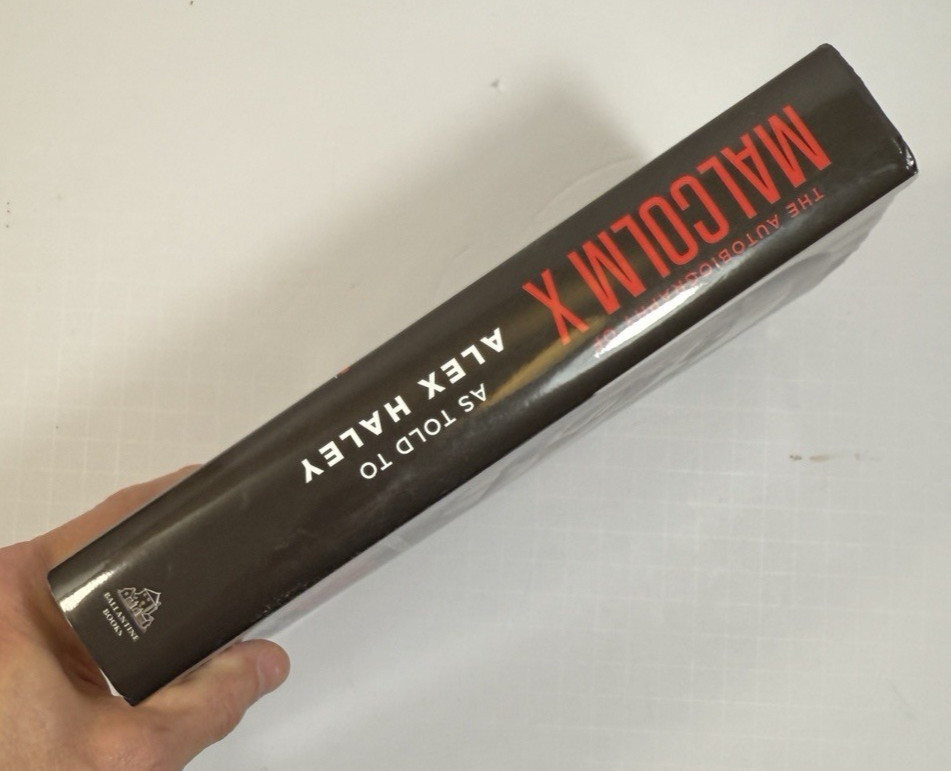 THE AUTOBIOGRAPHY OF
MALCOLM X
AS TOLD TO
ALEX HALEY
BALLANTINE
BOOKS